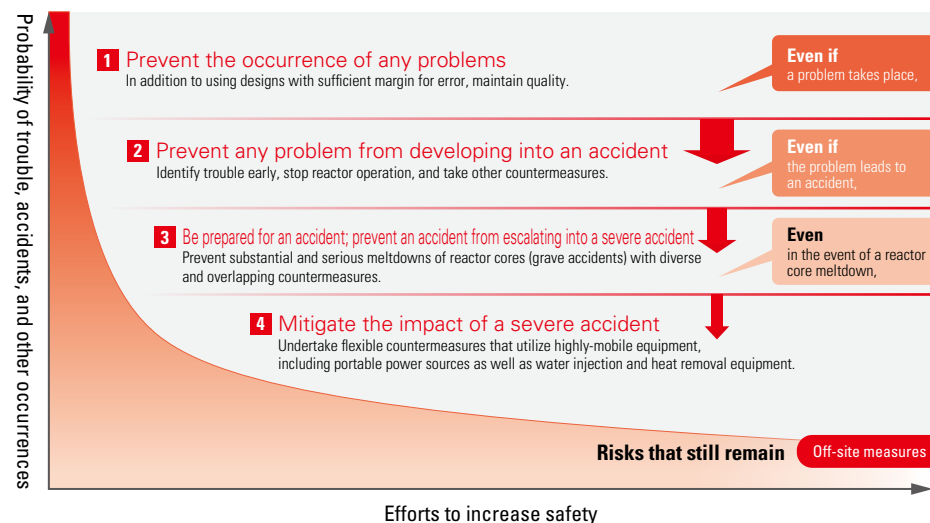 Probability of trouble, accidents, and other occurrences
1 Prevent the occurrence of any problems
In addition to using designs with sufficient margin for error, maintain quality.
Even if
a problem takes place,
2 Prevent any problem from developing into an accident
Identify trouble early, stop reactor operation, and take other countermeasures.
Even if
the problem leads to
an accident,
3 Be prepared for an accident; prevent an accident from escalating into a severe accident
Prevent substantial and serious meltdowns of reactor cores (grave accidents) with diverse
and overlapping countermeasures.
Even
in the event of a reactor
core meltdown,
4 Mitigate the impact of a severe accident
Undertake flexible countermeasures that utilize highly-mobile equipment,
including portable power sources as well as water injection and heat removal equipment.
Risks that still remain
Off-site measures
Efforts to increase safety